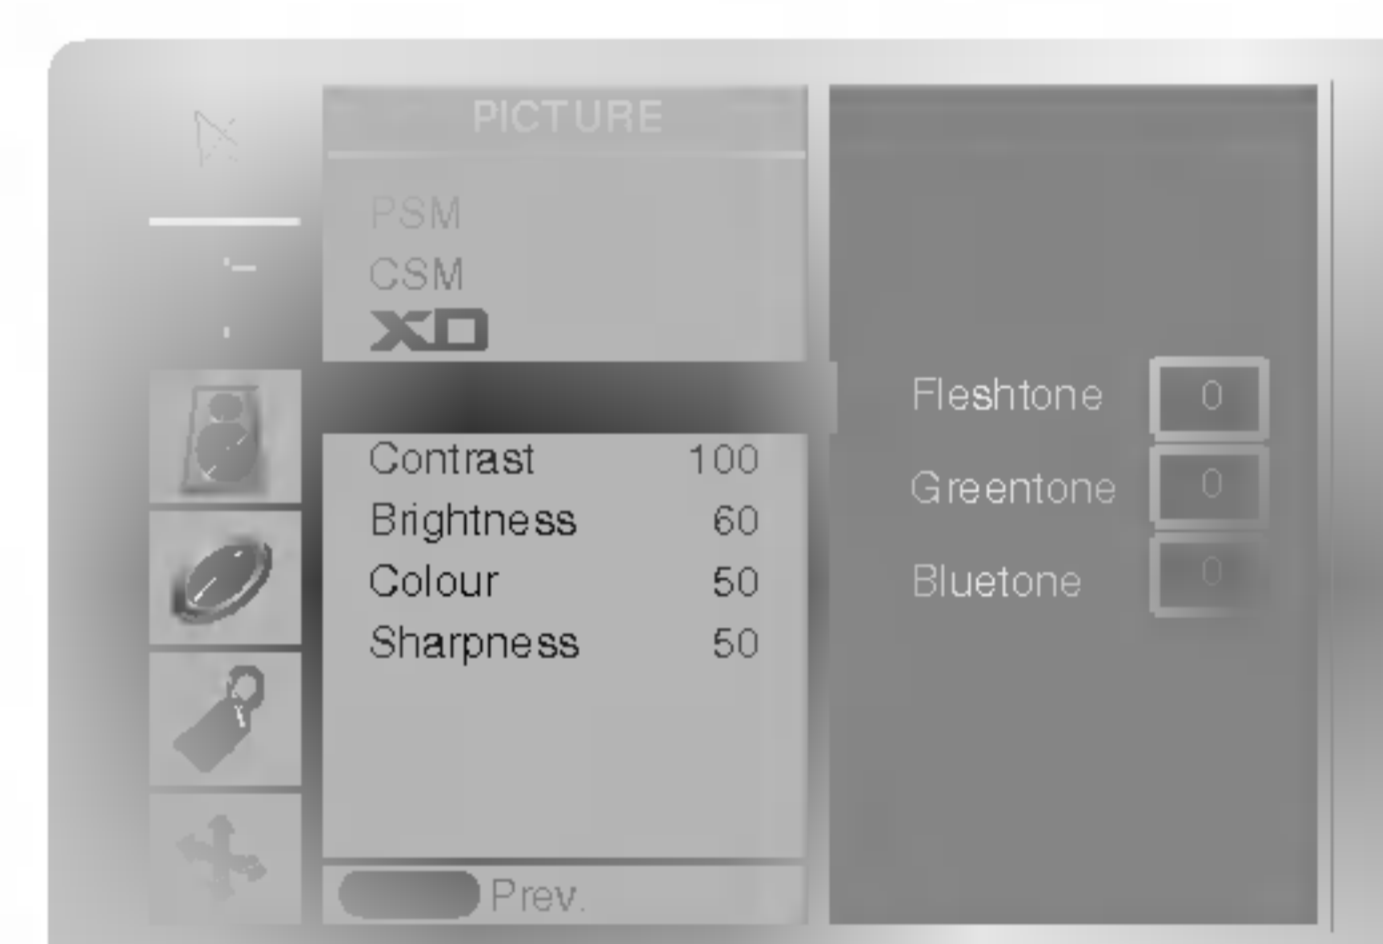 PICTURE
PSM
CSM
XD
Contrast 100
Brightness 60
Colour 50
Sharpness 50
Prev.
Fleshtone 0
Greentone 0
Bluetone 0